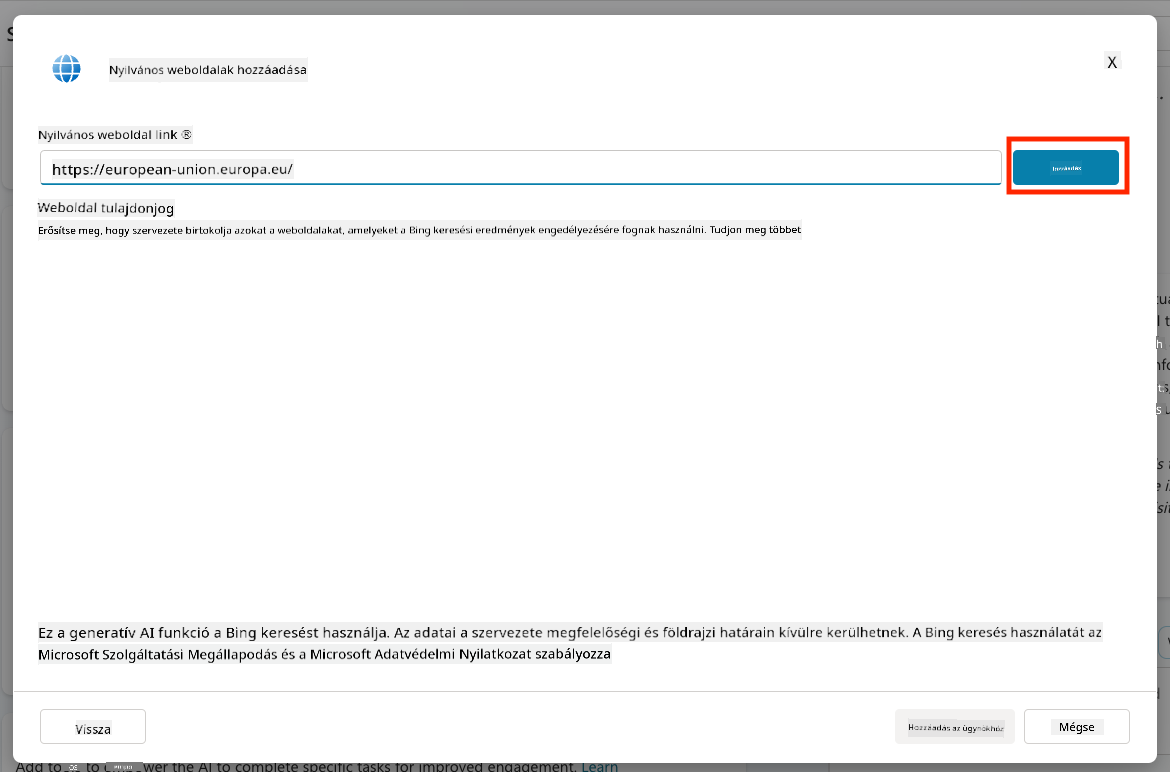 Nyilvános weboldalak hozzáadása
X
Nyilvános weboldal link ®
https://european-union.europa.eu/
Hozzáadás
Weboldal tulajdonjog
Erősítse meg, hogy szervezete birtokolja azokat a weboldalakat, amelyeket a Bing keresési eredmények engedélyezésére fognak használni. Tudjon meg többet
Ez a generatív AI funkció a Bing keresést használja. Az adatai a szervezete megfelelőségi és földrajzi határain kívülre kerülhetnek. A Bing keresés használatát az
Microsoft Szolgáltatási Megállapodás és a Microsoft Adatvédelmi Nyilatkozat szabályozza
Vissza
Hozzáadás az ügynökhöz
Mégse
Add to to wer the AI to complete specific tasks for improved engagement. Learn